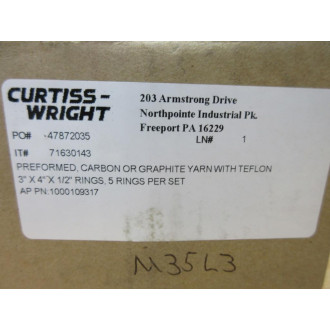 CURTISS-
WRIGHT
203 Armstrong Drive
Northpointe Industrial Pk.
Freeport PA 16229
PO# -47872035
LN# 1
IT# 71630143
PREFORMED, CARBON OR GRAPHITE YARN WITH TEFLON
3" X 4" X 1/2" RINGS, 5 RINGS PER SET
AP PN:1000109317
M35L3